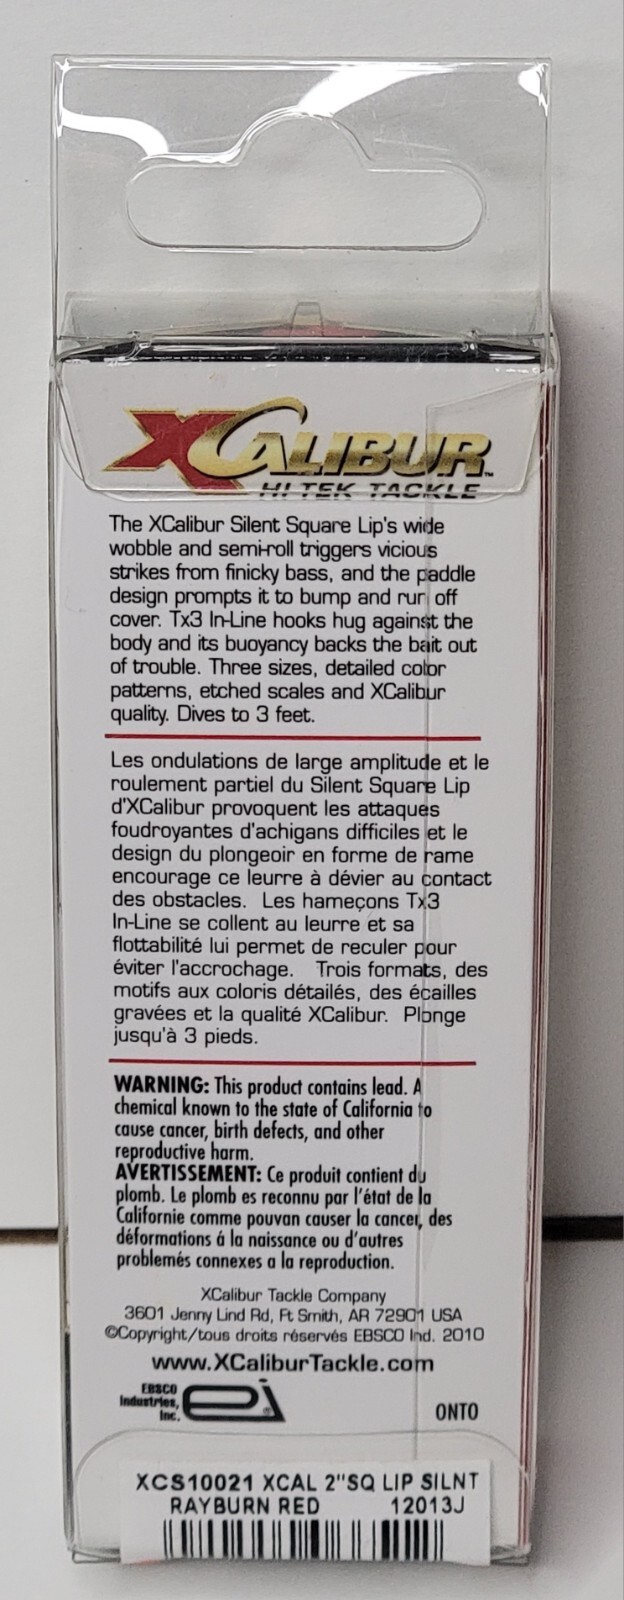 XCALIBUR™
HI TEK TACKLE
The XCalibur Silent Square Lip's wide
wobble and semi-roll triggers vicious
strikes from finicky bass, and the paddle
design prompts it to bump and run off
cover. Tx3 In-Line hooks hug against the
body and its buoyancy backs the bait out
of trouble. Three sizes, detailed color
patterns, etched scales and XCalibur
quality. Dives to 3 feet.
Les ondulations de large amplitude et le
roulement partiel du Silent Square Lip
d'XCalibur provoquent les attaques
foudroyantes d'achigans difficiles et le
design du plongeoir en forme de rame
encourage ce leurre à dévier au contact
des obstacles. Les hameçons Tx3
In-Line se collent au leurre et sa
flottabilité lui permet de reculer pour
éviter l'accrochage. Trois formats, des
motifs aux coloris détailés, des écailles
gravées et la qualité XCalibur. Plonge
jusqu'à 3 pieds.
WARNING: This product contains lead. A
chemical known to the state of California to
cause cancer, birth defects, and other
reproductive harm.
AVERTISSEMENT: Ce produit contient du
plomb. Le plomb es reconnu par l'état de la
Californie comme pouvan causer la cancer, des
déformations á la naissance ou d'autres
problemés connexes a la reproduction.
XCalibur Tackle Company
3601 Jenny Lind Rd, Ft Smith, AR 72901 USA
©Copyright/tous droits réservés EBSCO Ind. 2010
www.XCaliburTackle.com
EBSCO
Industries,
Inc.
ei®
ONTO
XCS10021 XCAL 2"SQ LIP SILNT
RAYBURN RED 12013J